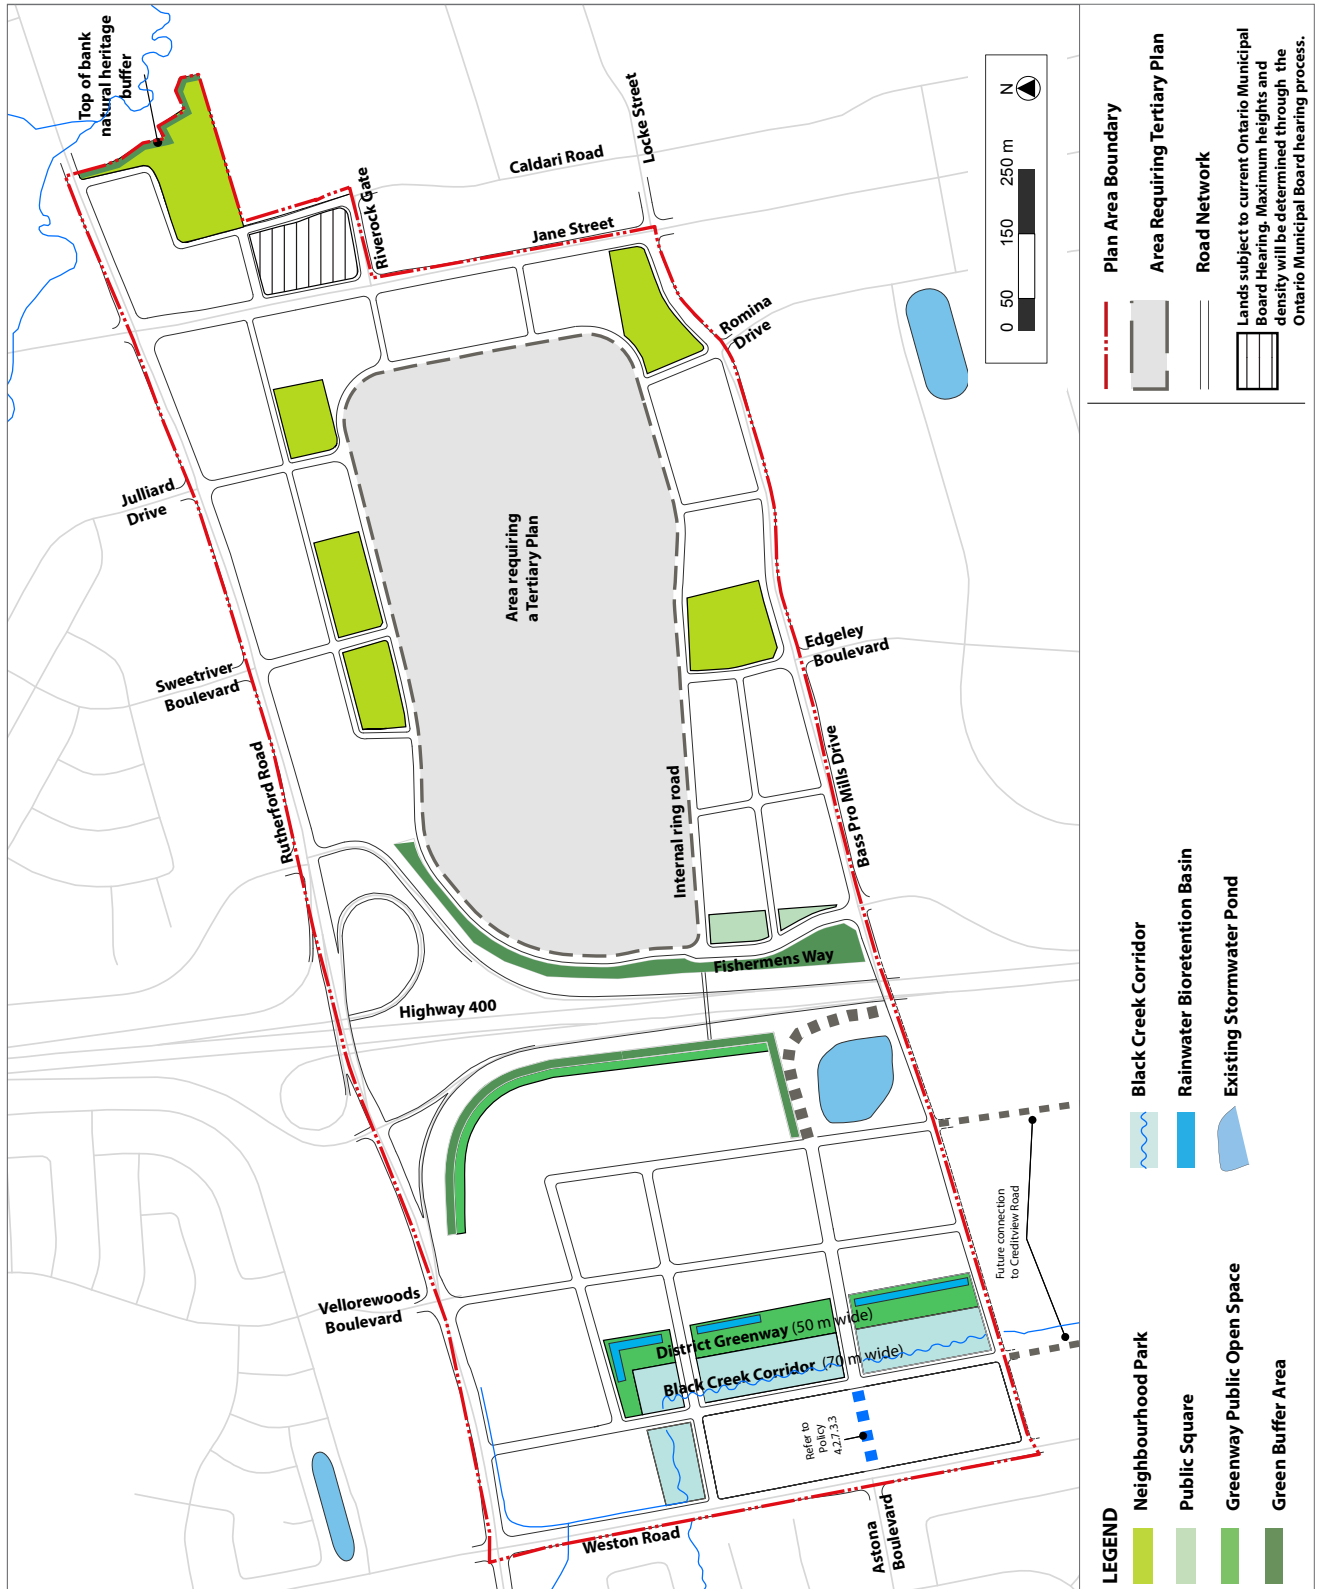 Top of bank
natural heritage
buffer
Locke Street
Caldari Road
Riverock Gate
Jane Street
Romina
Drive
Julliard
Drive
Area requiring
a Tertiary Plan
Sweetriver
Boulevard
Edgeley
Boulevard
Rutherford Road
Internal ring road
Bass Pro Mills Drive
Fishermens Way
Highway 400
Vellorewoods
Boulevard
District Greenway (50 m wide)
Black Creek Corridor (70 m wide)
Future connection
to Creditview Road
Refer to
Policy
4.2.7.3.3
Weston Road
Astona
Boulevard
N
0 50 150 250 m
LEGEND
Neighbourhood Park
Public Square
Greenway Public Open Space
Green Buffer Area
Black Creek Corridor
Rainwater Bioretention Basin
Existing Stormwater Pond
Plan Area Boundary
Area Requiring Tertiary Plan
Road Network
Lands subject to current Ontario Municipal
Board Hearing. Maximum heights and
density will be determined through the
Ontario Municipal Board hearing process.